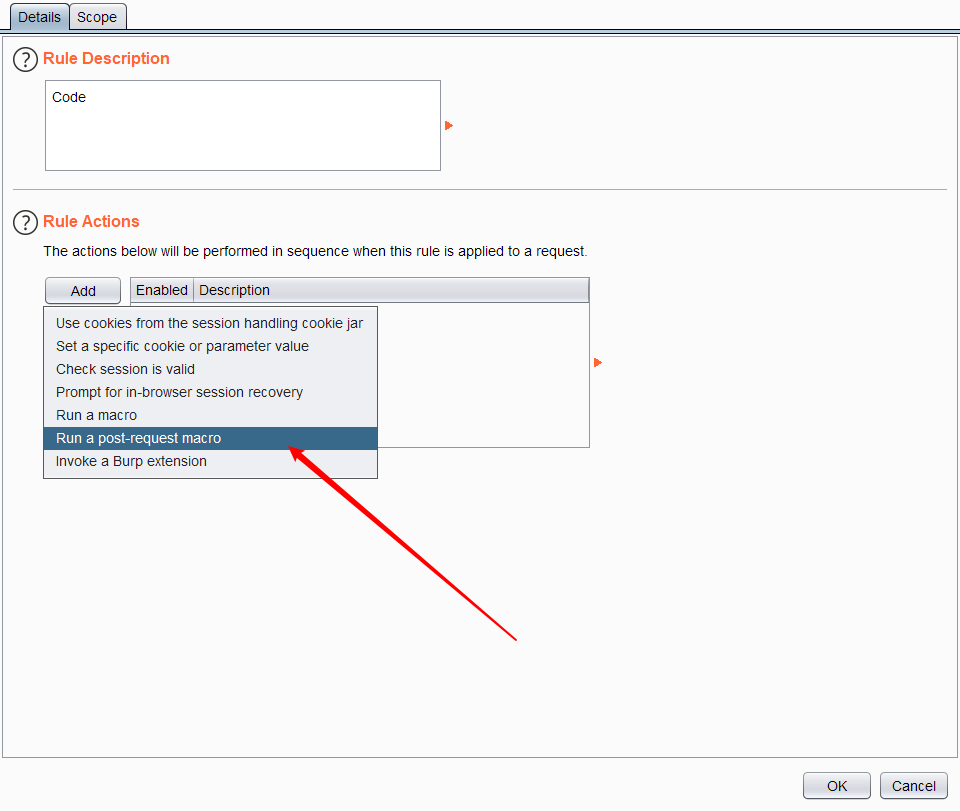 Details Scope
? Rule Description
Code
? Rule Actions
The actions below will be performed in sequence when this rule is applied to a request.
Add Enabled Description
Use cookies from the session handling cookie jar
Set a specific cookie or parameter value
Check session is valid
Prompt for in-browser session recovery
Run a macro
Run a post-request macro
Invoke a Burp extension
OK Cancel